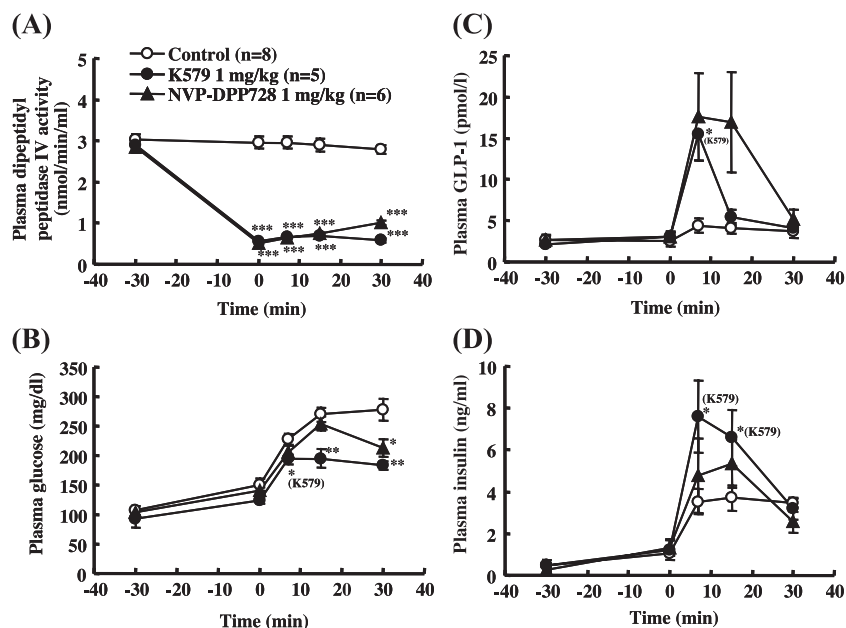 (A)
Control (n=8)
K579 1 mg/kg (n=5)
NVP-DPP728 1 mg/kg (n=6)
Plasma dipeptidyl
peptidase IV activity
(nmol/min/ml)
5
4
3
2
1
0
***
***
***
***
***
***
***
***
-40 -30 -20 -10 0 10 20 30 40
Time (min)
(B)
Plasma glucose (mg/dl)
350
300
250
200
150
100
50
0
*
(K579)
**
*
**
-40 -30 -20 -10 0 10 20 30 40
Time (min)
(C)
Plasma GLP-1 (pmol/l)
25
20
15
10
5
0
*
(K579)
-40 -30 -20 -10 0 10 20 30 40
Time (min)
(D)
Plasma insulin (ng/ml)
10
8
6
4
2
0
(K579)
*
*(K579)
-40 -30 -20 -10 0 10 20 30 40
Time (min)